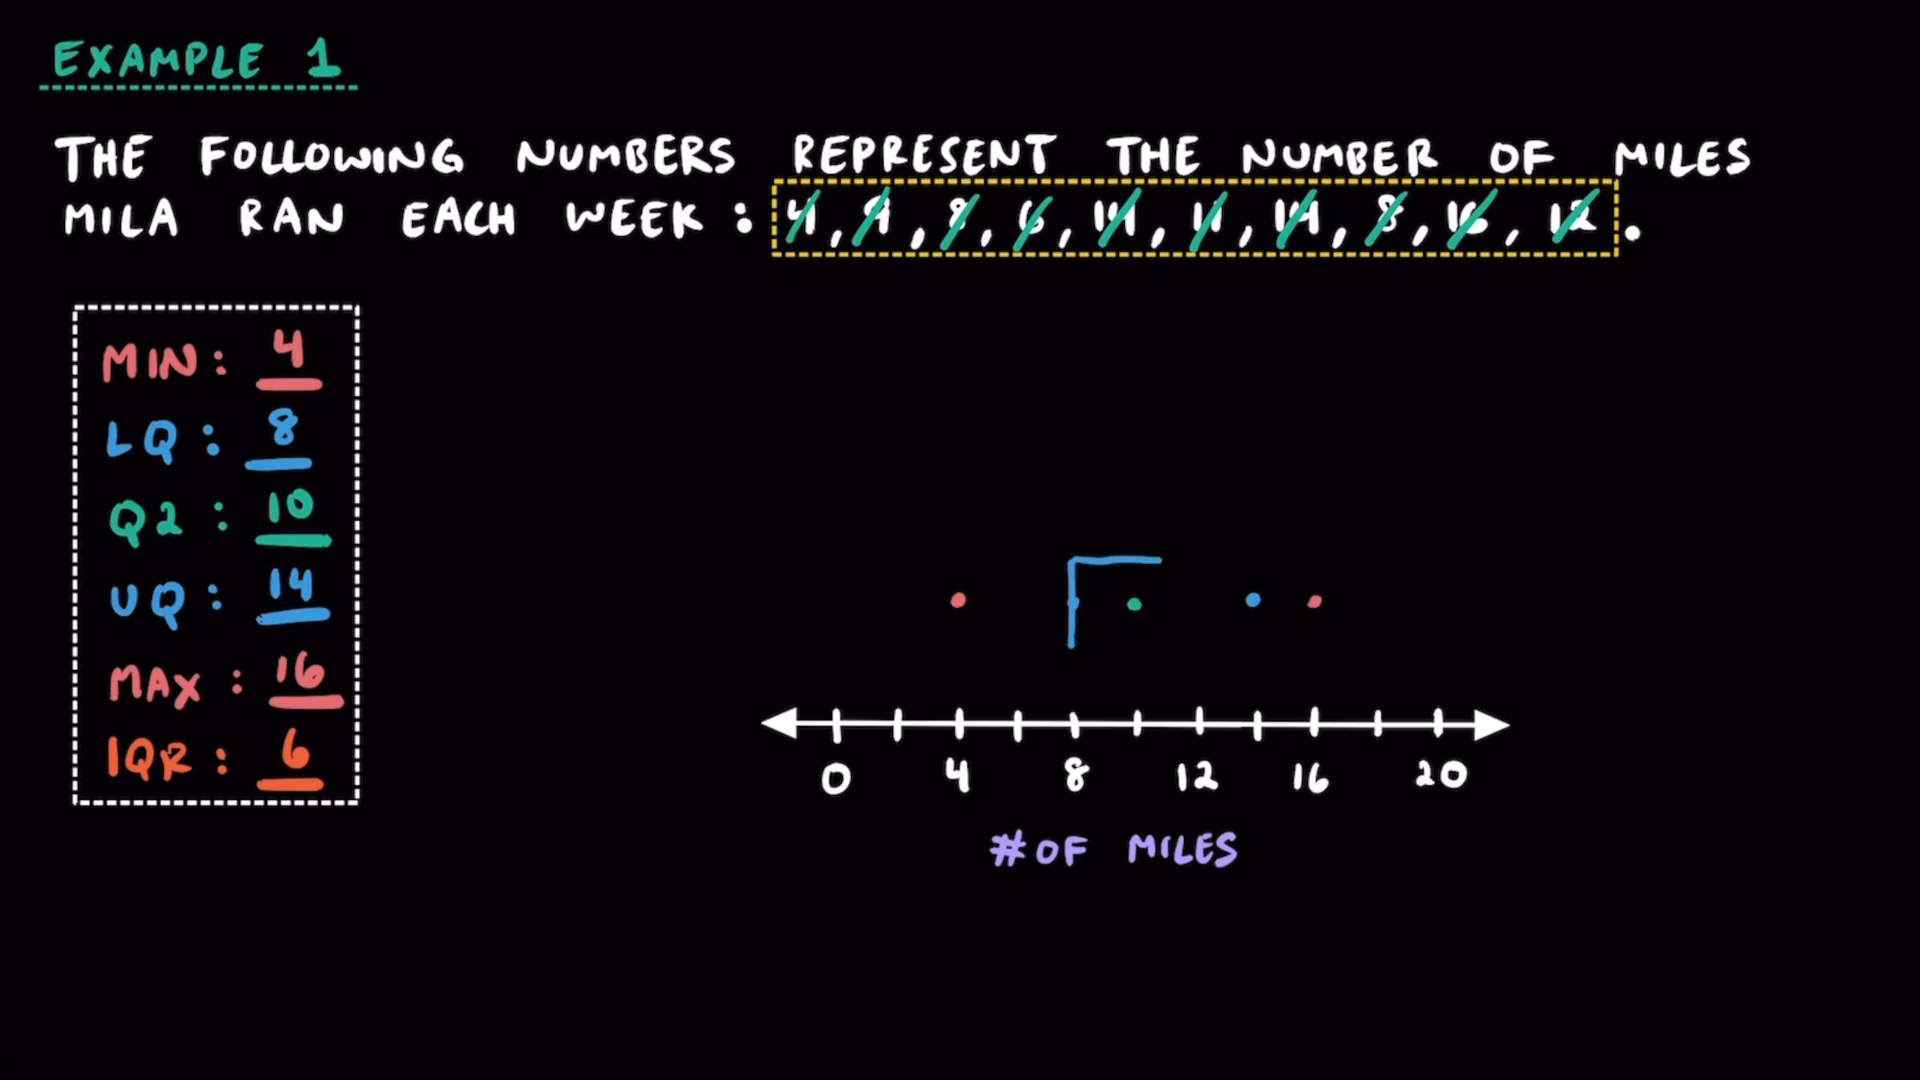 EXAMPLE 1
THE FOLLOWING NUMBERS REPRESENT THE NUMBER OF MILES
MILA RAN EACH WEEK: 4, 9, 8, 6, 14, 11, 14, 8, 16, 12.
MIN: 4
LQ: 8
Q2: 10
UQ: 14
MAX: 16
IQR: 6
0 4 8 12 16 20
# OF MILES